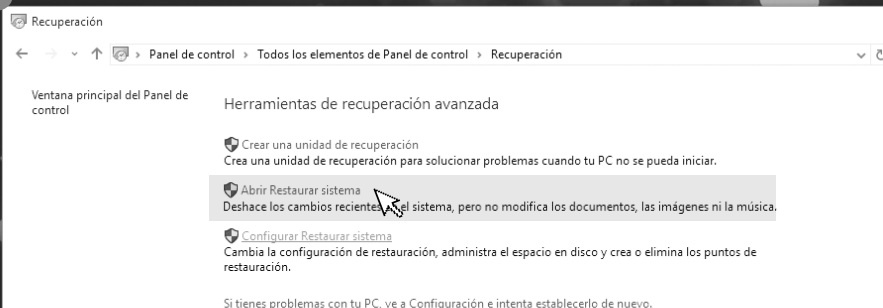 Recuperación
Panel de control > Todos los elementos de Panel de control > Recuperación
Ventana principal del Panel de
control
Herramientas de recuperación avanzada
Crear una unidad de recuperación
Crea una unidad de recuperación para solucionar problemas cuando tu PC no se pueda iniciar.
Abrir Restaurar sistema
Deshace los cambios recientes en el sistema, pero no modifica los documentos, las imágenes ni la música.
Configurar Restaurar sistema
Cambia la configuración de restauración, administra el espacio en disco y crea o elimina los puntos de
restauración.
Si tienes problemas con tu PC, ve a Configuración e intenta establecerlo de nuevo.